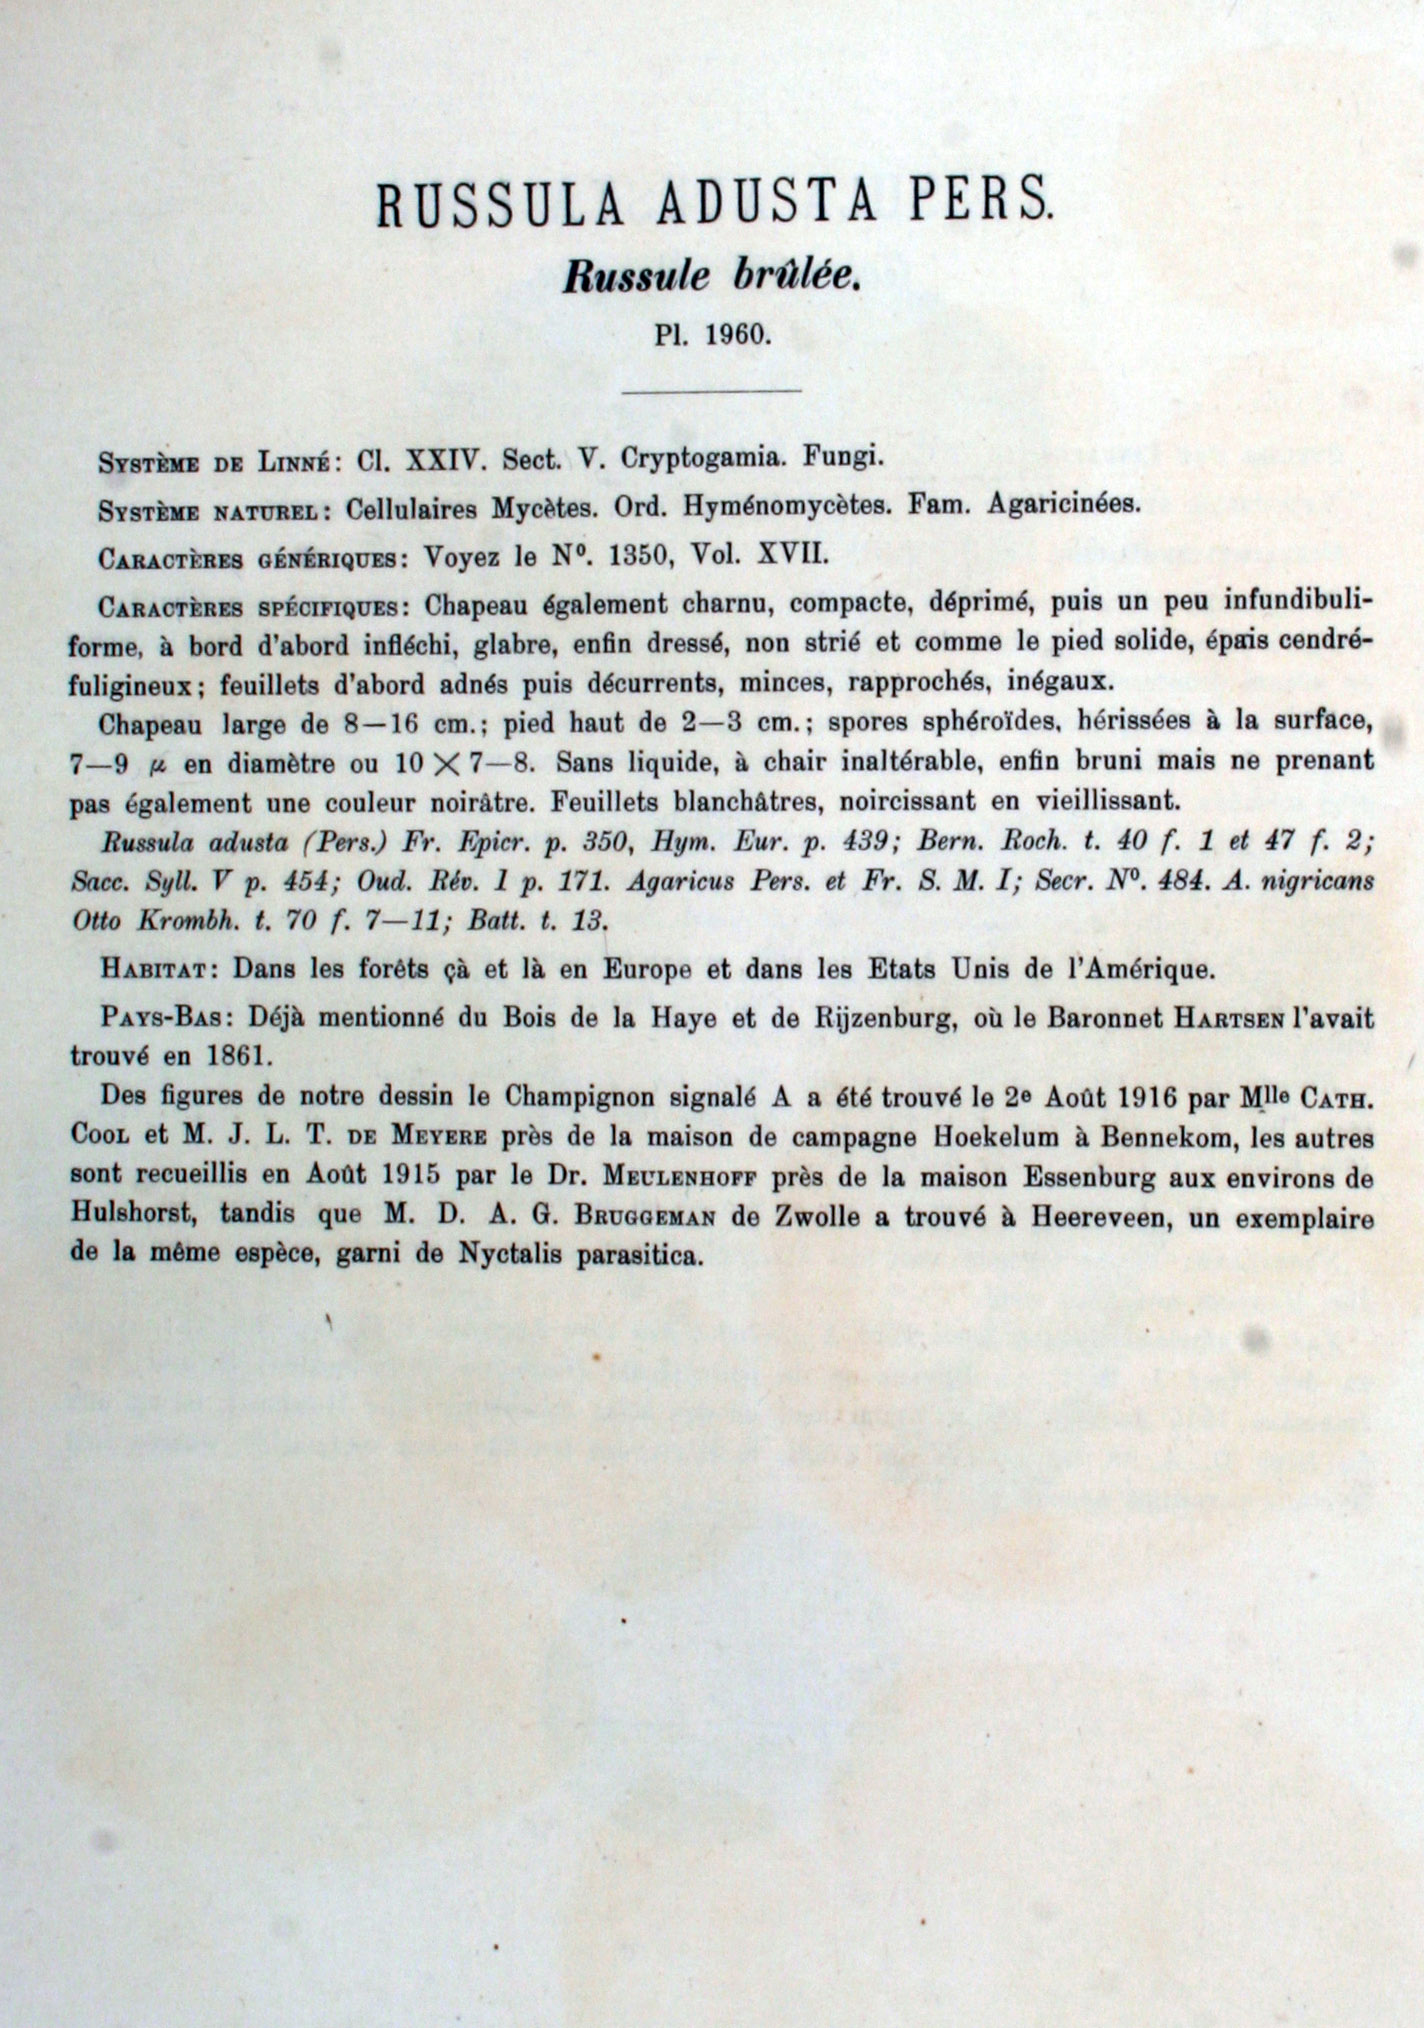 RUSSULA ADUSTA PERS.
Russule brûlée.
Pl. 1960.
Système de Linné: Cl. XXIV. Sect. V. Cryptogamia. Fungi.
Système naturel: Cellulaires Mycètes. Ord. Hyménomycètes. Fam. Agaricinées.
Caractères génériques: Voyez le Nº. 1350, Vol. XVII.
Caractères spécifiques: Chapeau également charnu, compacte, déprimé, puis un peu infundibuli-
forme, à bord d'abord infléchi, glabre, enfin dressé, non strié et comme le pied solide, épais cendré-
fuligineux; feuillets d'abord adnés puis décurrents, minces, rapprochés, inégaux.
Chapeau large de 8—16 cm.; pied haut de 2—3 cm.; spores sphéroïdes, hérissées à la surface,
7—9 μ en diamètre ou 10 × 7—8. Sans liquide, à chair inaltérable, enfin bruni mais ne prenant
pas également une couleur noirâtre. Feuillets blanchâtres, noircissant en vieillissant.
Russula adusta (Pers.) Fr. Epicr. p. 350, Hym. Eur. p. 439; Bern. Roch. t. 40 f. 1 et 47 f. 2;
Sacc. Syll. V p. 454; Oud. Rév. I p. 171. Agaricus Pers. et Fr. S. M. I; Secr. Nº. 484. A. nigricans
Otto Krombh. t. 70 f. 7—11; Batt. t. 13.
Habitat: Dans les forêts çà et là en Europe et dans les Etats Unis de l'Amérique.
Pays-Bas: Déjà mentionné du Bois de la Haye et de Rijzenburg, où le Baronnet Hartsen l'avait
trouvé en 1861.
Des figures de notre dessin le Champignon signalé A a été trouvé le 2e Août 1916 par Mlle Cath.
Cool et M. J. L. T. de Meyere près de la maison de campagne Hoekelum à Bennekom, les autres
sont recueillis en Août 1915 par le Dr. Meulenhoff près de la maison Essenburg aux environs de
Hulshorst, tandis que M. D. A. G. Bruggeman de Zwolle a trouvé à Heereveen, un exemplaire
de la même espèce, garni de Nyctalis parasitica.